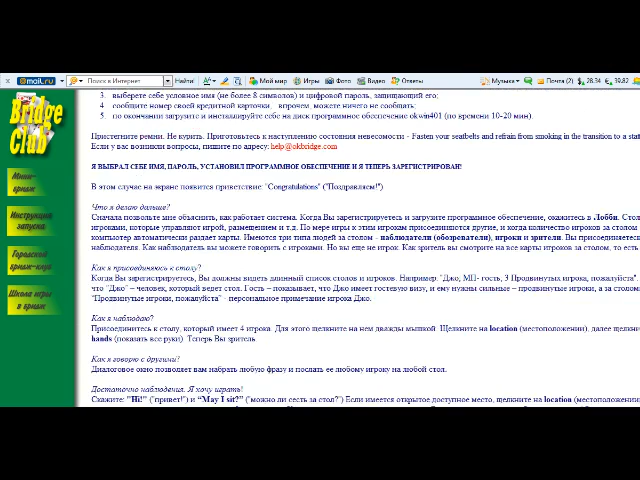 @mail.ru Поиск в Интернет Найти! Мой мир Игры Фото Видео Ответы Музыка Почта (2) 28.34 39.82
Bridge
Club
Мини-
бридж
Инструкция
запуска
Городской
бридж-клуб
Школа игры
в бридж
3. выберете себе условное имя (не более 8 символов) и цифровой пароль, защищающий его;
4 сообщите номер своей кредитной карточки, впрочем, можете ничего не сообщать;
5. по окончании загрузите и инсталлируйте себе на диск программное обеспечение okwin401 (по времени 10-20 мин).
Пристегните ремни. Не курить. Приготовьтесь к наступлению состояния невесомости - Fasten your seatbelts and refrain from smoking in the transition to a
Если у вас возникли вопросы, пишите по адресу: help@okbridge.com
Я ВЫБРАЛ СЕБЕ ИМЯ, ПАРОЛЬ, УСТАНОВИЛ ПРОГРАММНОЕ ОБЕСПЕЧЕНИЕ И Я ТЕПЕРЬ ЗАРЕГИСТРИРОВАН!
В этом случае на экране появится приветствие: "Congratulations" ("Поздравляем!")
Что я делаю дальше?
Сначала позвольте мне объяснить, как работает система. Когда Вы зарегистрируетесь и загрузите программное обеспечение, окажитесь в Лобби.
игроками, которые управляют игрой, размещением и т.д. По мере игры к этим игрокам присоединяются другие, и когда количество игроков за столом
компьютер автоматически раздает карты. Имеются три типа людей за столом - наблюдатели (обозреватели), игроки и зрители. Вы присоединяетесь
наблюдателя. Как наблюдатель вы можете говорить с игроками. Но вы еще не игрок. Как зритель вы смотрите на все карты игроков за столом, то есть
Как я присоединяюсь к столу?
Когда Вы зарегистрируетесь, Вы должны видеть длинный список столов и игроков. Например: "Джо, МП- гость, 3 Продвинутых игрока, пожалуйста".
что "Джо" – человек, который ведет стол. Гость – показывает, что Джо имеет гостевую визу, и ему нужны сильные – продвинутые игроки, а за столом
"Продвинутые игроки, пожалуйста" - персональное примечание игрока Джо.
Как я наблюдаю?
Присоединитесь к столу, который имеет 4 игрока. Для этого щелкните на нем дважды мышкой. Щелкните на location (местоположении), далее
hands (показать все руки). Теперь Вы зритель.
Как я говорю с другими?
Диалоговое окно позволяет вам набрать любую фразу и послать ее любому игроку на любой стол.
Достаточно наблюдения. Я хочу играть!
Скажите: "Hi!" ("привет!") и "May I sit?" ("можно ли сесть за стол?") Если имеется открытое доступное место, щелкните на location (местоположении)